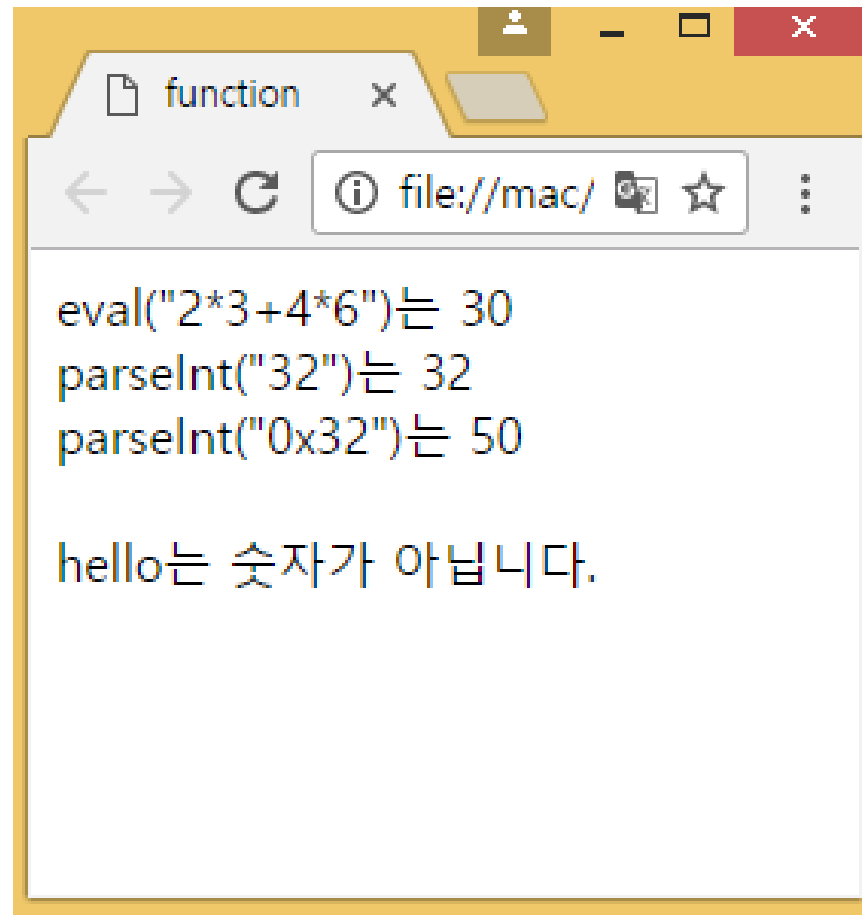 function
file://mac/
eval("2*3+4*6")는 30
parseInt("32")는 32
parseInt("0x32")는 50
hello는 숫자가 아닙니다.